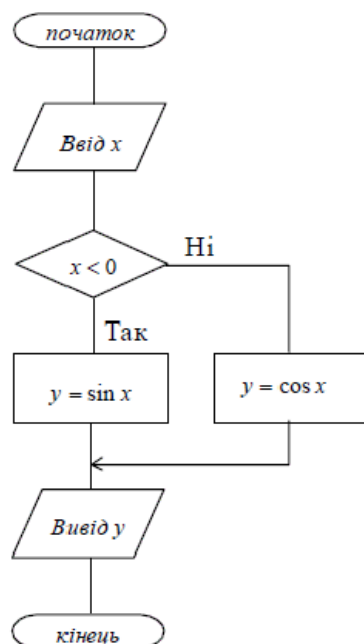 початок
Ввід x
x < 0
Ні
Так
y = sin x
y = cos x
Вивід y
кінець